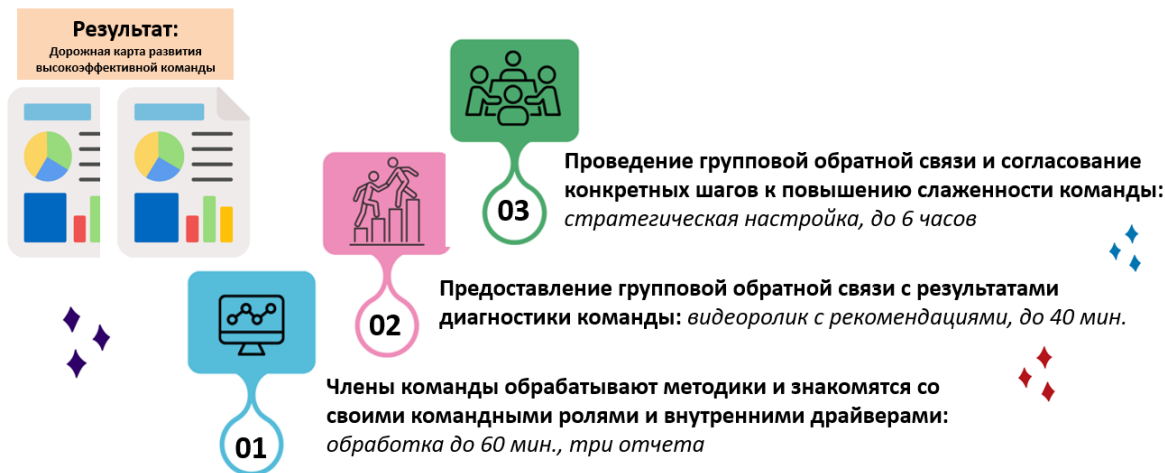 Результат:
Дорожная карта развития
высокоэффективной команды
03
Проведение групповой обратной связи и согласование
конкретных шагов к повышению слаженности команды:
стратегическая настройка, до 6 часов
02
Предоставление групповой обратной связи с результатами
диагностики команды: видеоролик с рекомендациями, до 40 мин.
01
Члены команды обрабатывают методики и знакомятся со
своими командными ролями и внутренними драйверами:
обработка до 60 мин., три отчета